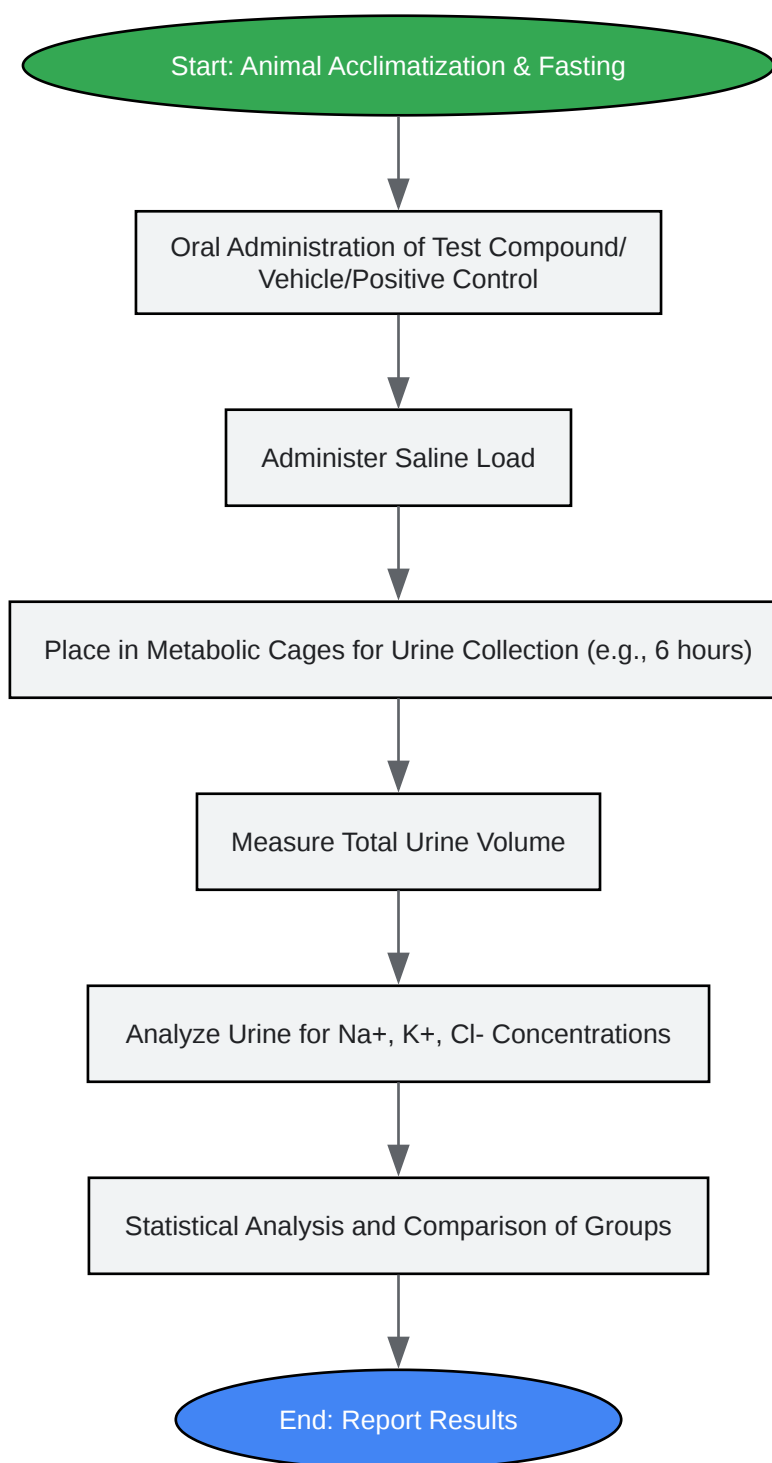 Start: Animal Acclimatization & Fasting
Oral Administration of Test Compound/
Vehicle/Positive Control
Administer Saline Load
Place in Metabolic Cages for Urine Collection (e.g., 6 hours)
Measure Total Urine Volume
Analyze Urine for Na+, K+, Cl- Concentrations
Statistical Analysis and Comparison of Groups
End: Report Results